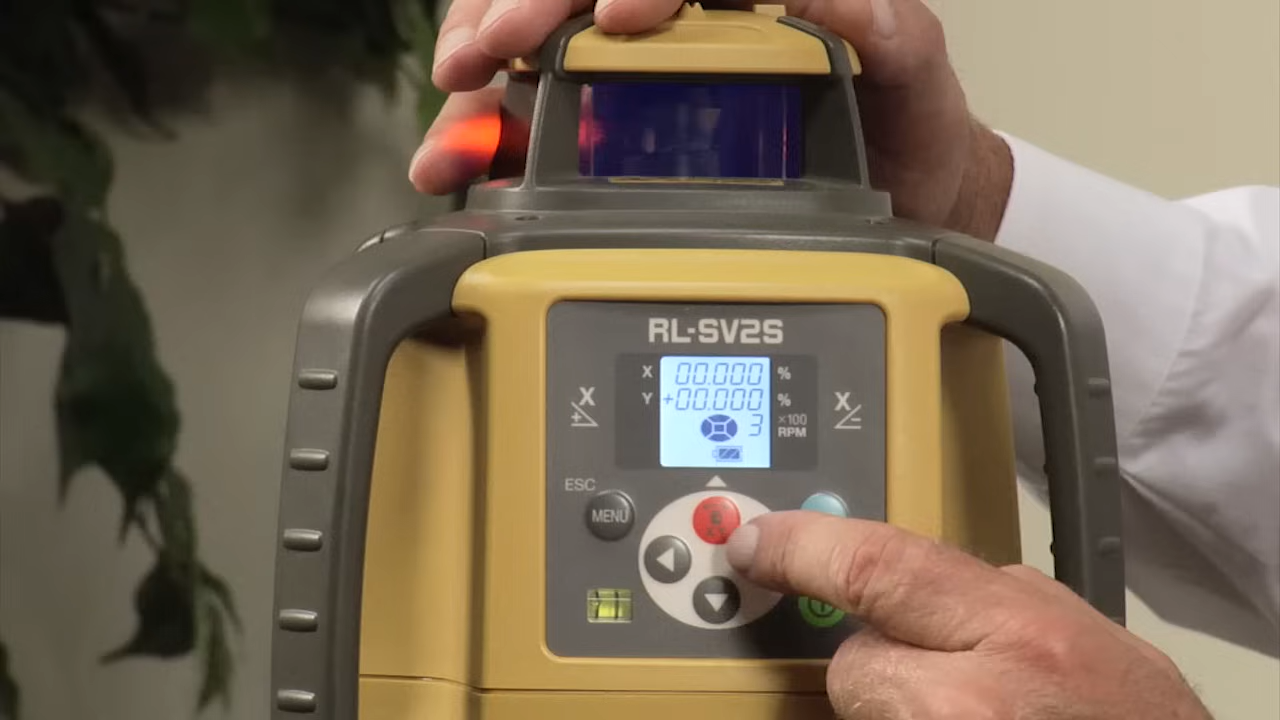 RL-SV2S
X 00.000 %
Y +00.000 %
3 ×100
RPM
X
+
X
-
ESC
MENU